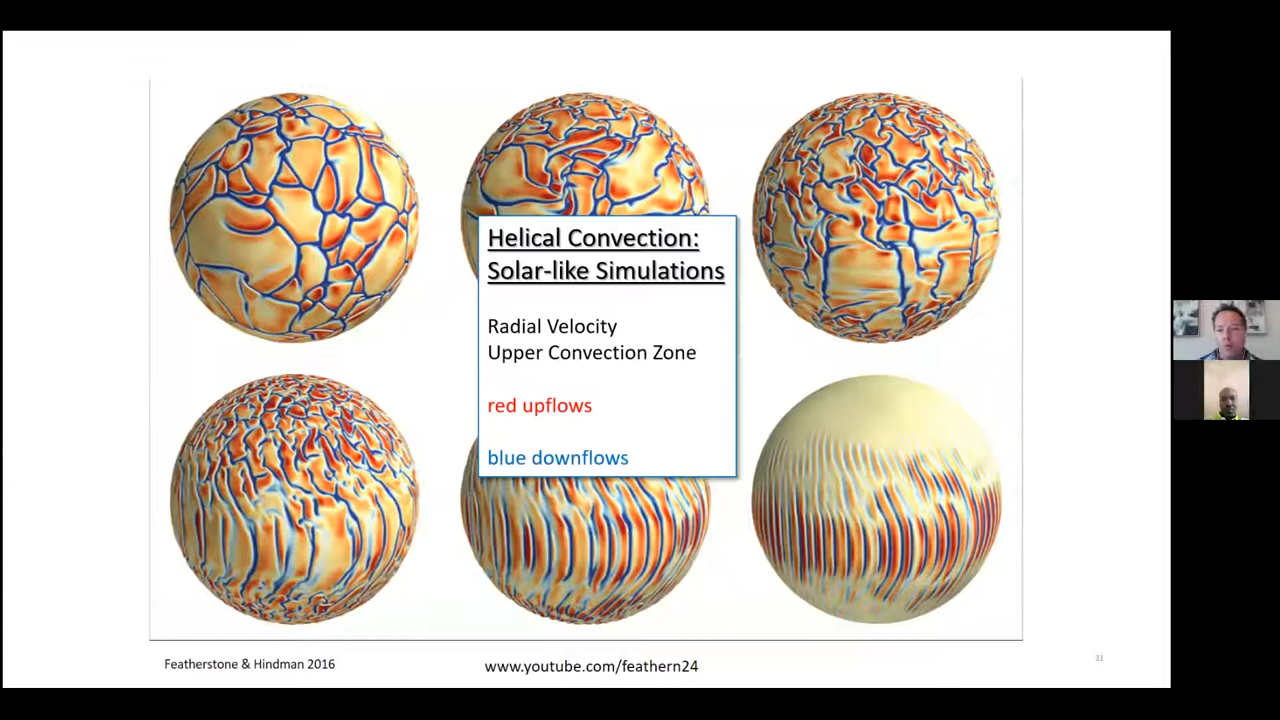 Helical Convection:
Solar-like Simulations
Radial Velocity
Upper Convection Zone
red upflows
blue downflows
Featherstone & Hindman 2016
www.youtube.com/feathern24
31